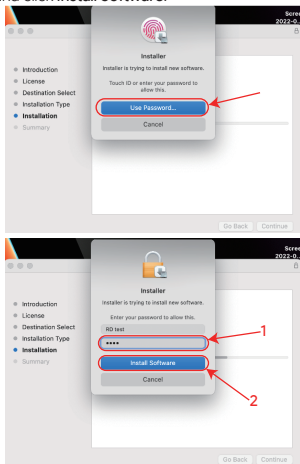 and click Install Software.
Scree
2022-0...
Installer
Installer is trying to install new software.
Touch ID or enter your password to
allow this.
Use Password...
Cancel
Introduction
License
Destination Select
Installation Type
Installation
Summary
Go Back
Continue
Scree
2022-0...
Installer
Installer is trying to install new software.
Enter your password to allow this.
RD test
••••
Install Software
Cancel
Introduction
License
Destination Select
Installation Type
Installation
Summary
1
2
Go Back
Continue